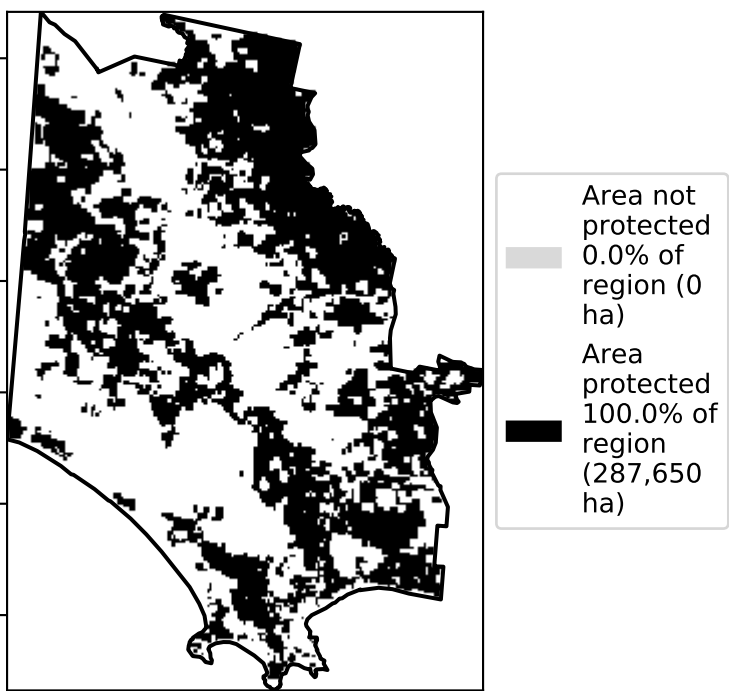 Area not
protected
0.0% of
region (0
ha)
Area
protected
100.0% of
region
(287,650
ha)